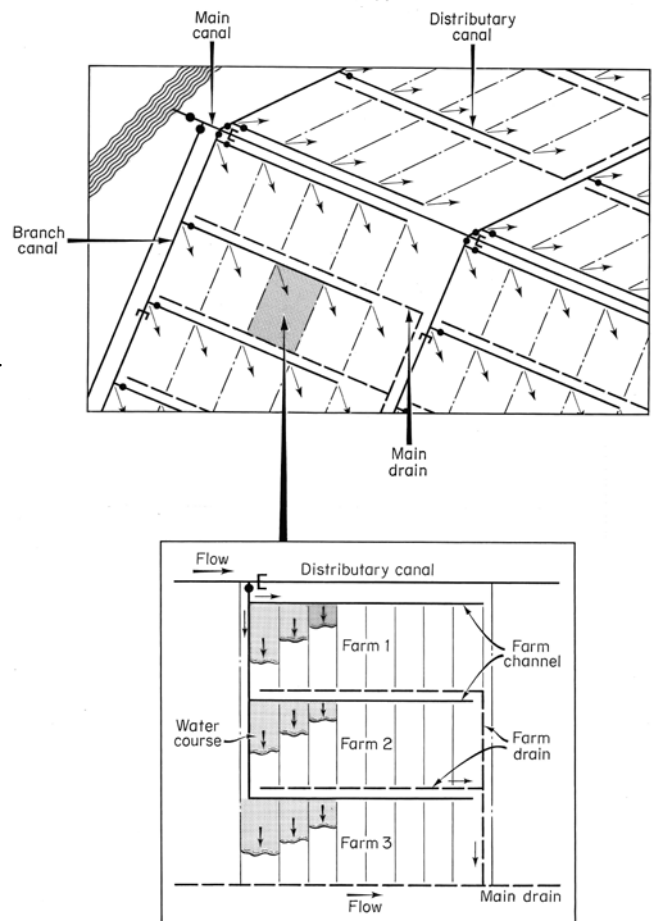 Main
canal
Distributary
canal
Branch
canal
Main
drain
Flow
Distributary canal
Farm 1
Farm
channel
Water
course
Farm 2
Farm
drain
Farm 3
Main drain
Flow